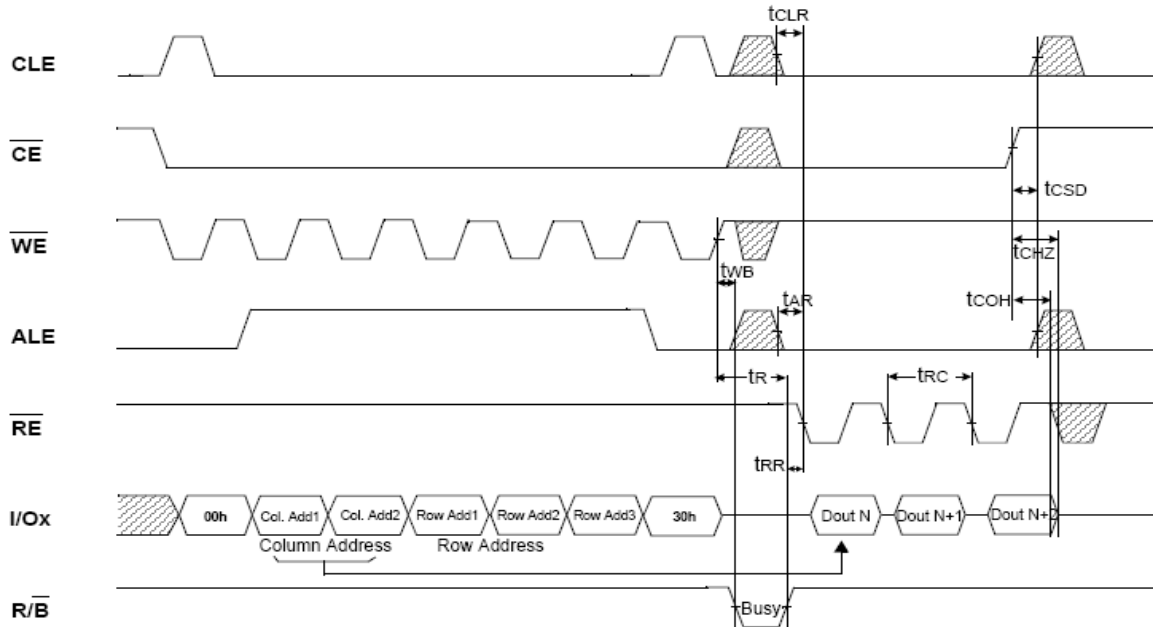 tCLR
CLE
CE
tCSD
WE
tCHZ
tWB
tCOH
tAR
ALE
tR
tRC
RE
tRR
I/Ox
00h
Col. Add1
Col. Add2
Row Add1
Row Add2
Row Add3
30h
Dout N
Dout N+1
Dout N+2
Column Address
Row Address
R/B
Busy